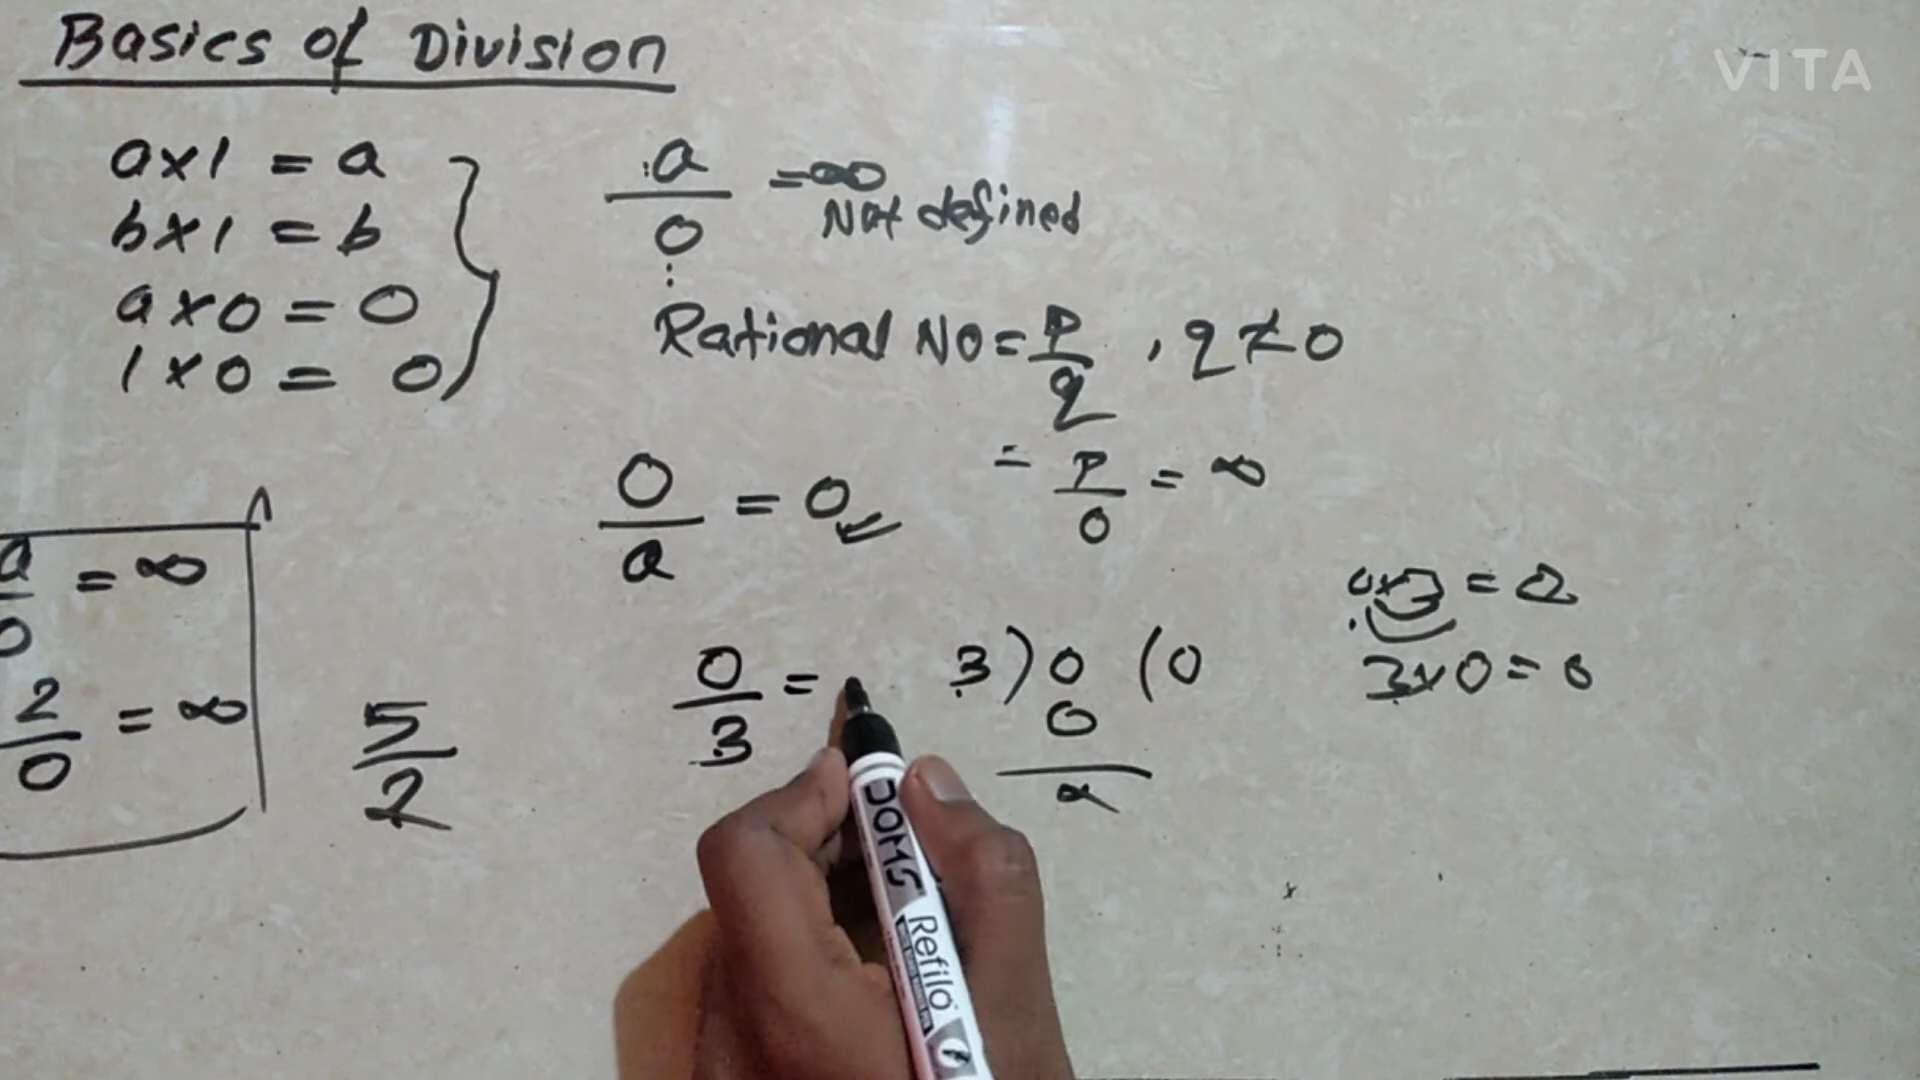 Basics of Division
VITA
a×1 = a
b×1 = b
a×0 = 0
1×0 = 0
a/0 = ∞
Not defined
Rational NO = p/q , q ≠ 0
= p/0 = ∞
0/a = 0
a/0 = ∞
2/0 = ∞
5/2
0/3 =
3 ) 0 ( 0
0
3×0 = 0
DOMS
Refilo